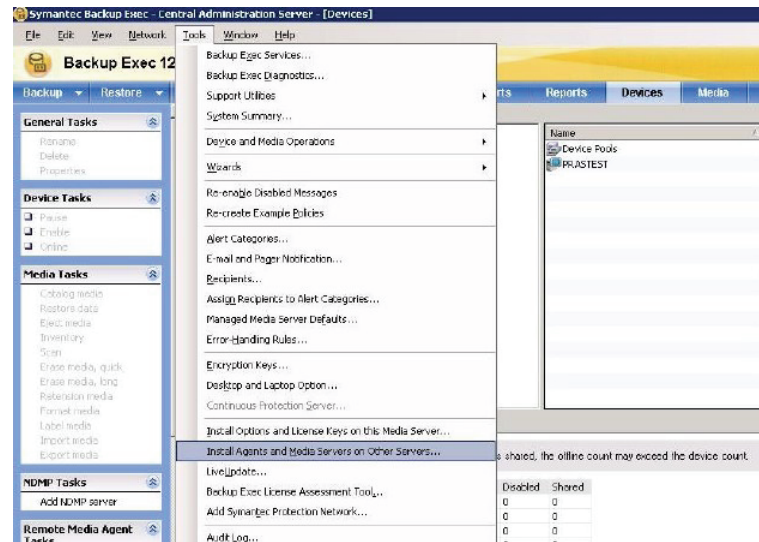 Symantec Backup Exec - Central Administration Server - [Devices]
File Edit View Network Tools Window Help
Backup Exec 12
Backup Restore rts Reports Devices Media
General Tasks
Rename
Delete
Properties
Device Tasks
Pause
Enable
Online
Media Tasks
Catalog media
Restore data
Eject media
Inventory
Scan
Erase media, quick
Erase media, long
Retension media
Format media
Label media
Import media
Export media
NDMP Tasks
Add NDMP server
Remote Media Agent
Tasks
Backup Exec Services...
Backup Exec Diagnostics...
Support Utilities
System Summary...
Device and Media Operations
Wizards
Re-enable Disabled Messages
Re-create Example Policies
Alert Categories...
E-mail and Pager Notification...
Recipients...
Assign Recipients to Alert Categories...
Managed Media Server Defaults...
Error-Handling Rules...
Encryption Keys...
Desktop and Laptop Option...
Continuous Protection Server...
Install Options and License Keys on this Media Server...
Install Agents and Media Servers on Other Servers...
LiveUpdate...
Backup Exec License Assessment Tool...
Add Symantec Protection Network...
Audit Log...
Name
Device Pools
PRASTEST
s shared, the offline count may exceed the device count
Disabled Shared
0 0
0 0
0 0